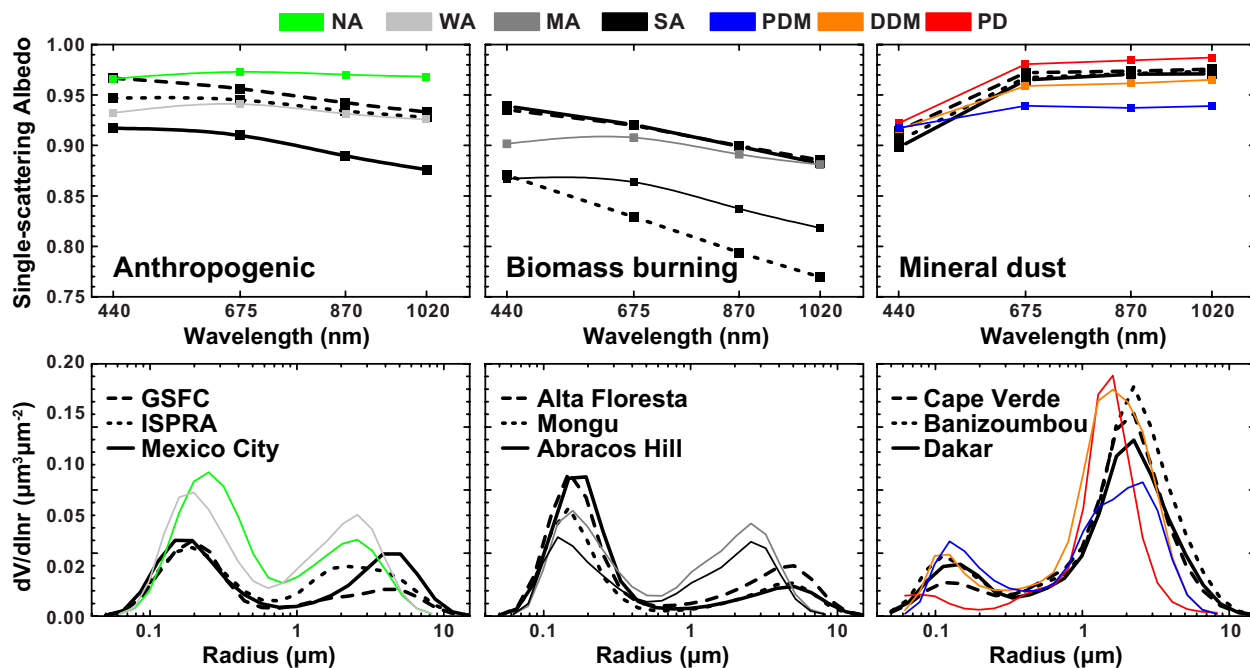 NA WA MA SA PDM DDM PD
Single-scattering Albedo
1.00
0.95
0.90
0.85
0.80
0.75
Anthropogenic
Biomass burning
Mineral dust
440 675 870 1020 440 675 870 1020 440 675 870 1020
Wavelength (nm) Wavelength (nm) Wavelength (nm)
dV/dlnr (µm³µm⁻²)
0.20
0.15
0.10
0.05
0.02
0.00
GSFC
ISPRA
Mexico City
Alta Floresta
Mongu
Abracos Hill
Cape Verde
Banizoumbou
Dakar
0.1 1 10 0.1 1 10 0.1 1 10
Radius (µm) Radius (µm) Radius (µm)